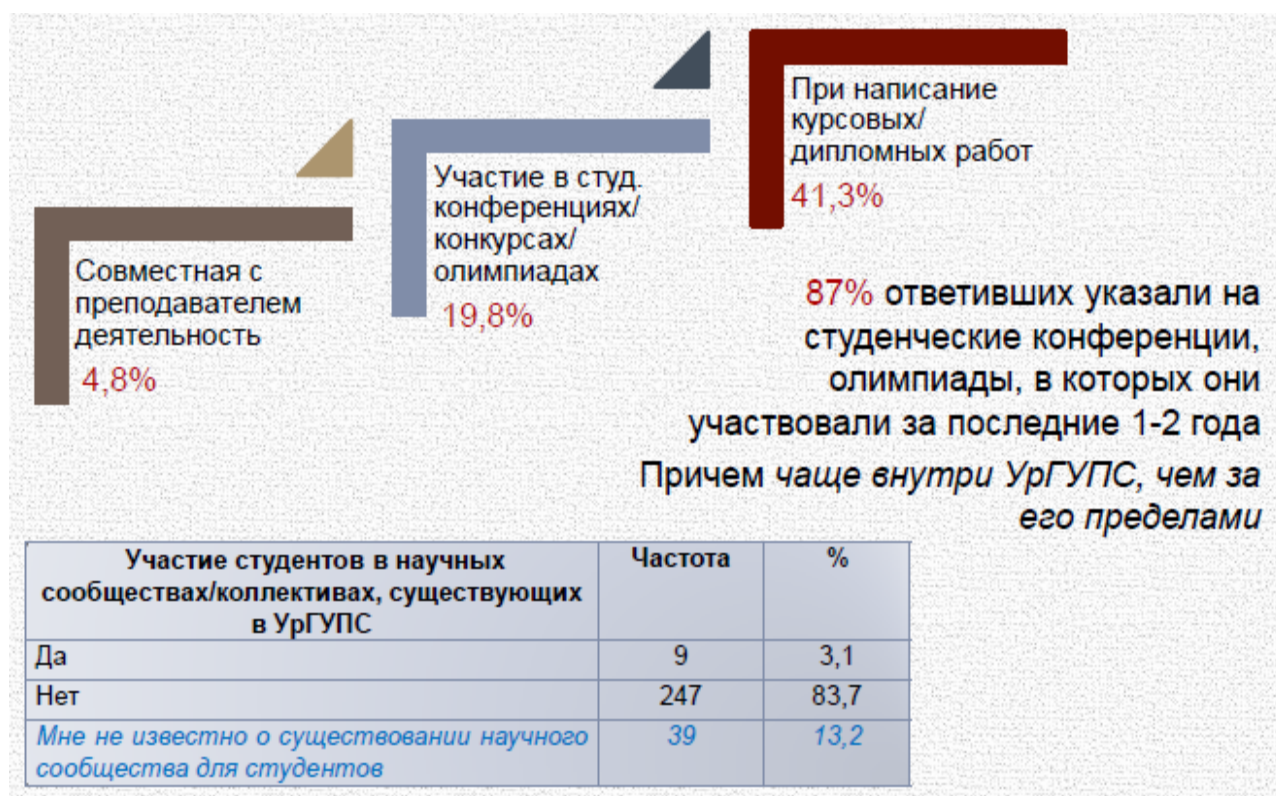 При написание
курсовых/
дипломных работ
41,3%
Участие в студ.
конференциях/
конкурсах/
олимпиадах
19,8%
Совместная с
преподавателем
деятельность
4,8%
87% ответивших указали на
студенческие конференции,
олимпиады, в которых они
участвовали за последние 1-2 года
Причем чаще внутри УрГУПС, чем за
его пределами
Участие студентов в научных
сообществах/коллективах, существующих
в УрГУПС
Частота
%
Да 9 3,1
Нет 247 83,7
Мне не известно о существовании научного
сообщества для студентов
39 13,2